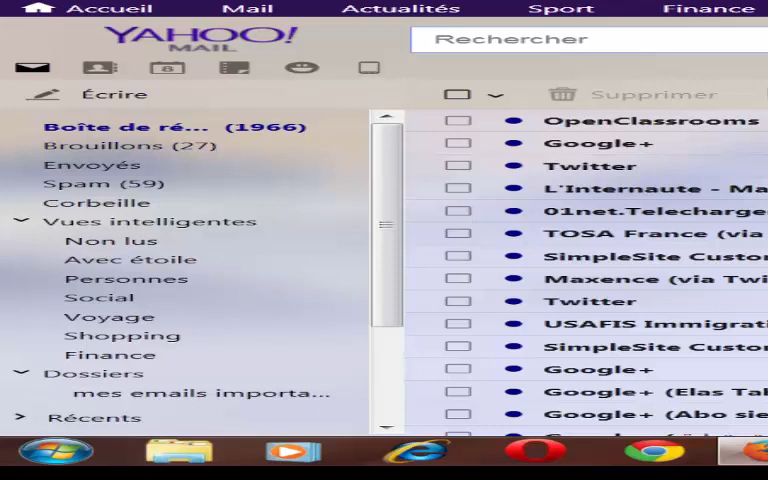 Accueil Mail Actualités Sport Finance
YAHOO!
MAIL
Rechercher
8
Écrire
Supprimer
Boîte de ré... (1966)
Brouillons (27)
Envoyés
Spam (59)
Corbeille
Vues intelligentes
Non lus
Avec étoile
Personnes
Social
Voyage
Shopping
Finance
Dossiers
mes emails importa...
Récents
OpenClassrooms
Google+
Twitter
L'Internaute - Ma
01net.Telecharge
TOSA France (via
SimpleSite Custo
Maxence (via Twi
Twitter
USAFIS Immigrati
SimpleSite Custo
Google+
Google+ (Elas Tal
Google+ (Abo sie